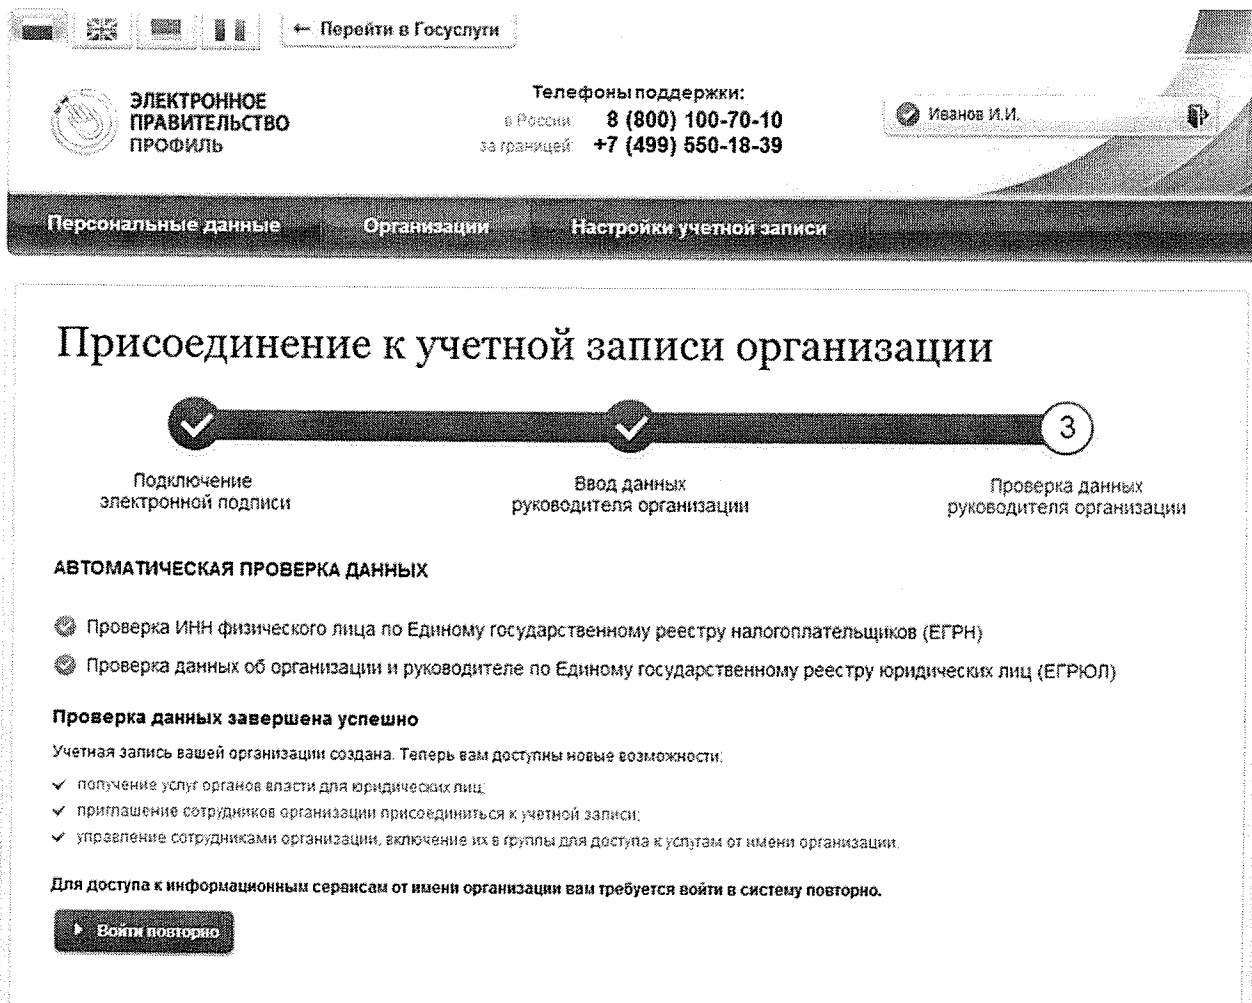 ← Перейти в Госуслуги
ЭЛЕКТРОННОЕ
ПРАВИТЕЛЬСТВО
ПРОФИЛЬ
Телефоны поддержки:
в России 8 (800) 100-70-10
за границей +7 (499) 550-18-39
Иванов И.И.
Персональные данные Организации Настройки учетной записи
Присоединение к учетной записи организации
3
Подключение
электронной подписи
Ввод данных
руководителя организации
Проверка данных
руководителя организации
АВТОМАТИЧЕСКАЯ ПРОВЕРКА ДАННЫХ
Проверка ИНН физического лица по Единому государственному реестру налогоплательщиков (ЕГРН)
Проверка данных об организации и руководителе по Единому государственному реестру юридических лиц (ЕГРЮЛ)
Проверка данных завершена успешно
Учетная запись вашей организации создана. Теперь вам доступны новые возможности:
получение услуг органов власти для юридических лиц;
приглашение сотрудников организации присоединиться к учетной записи;
управление сотрудниками организации, включение их в группы для доступа к услугам от имени организации.
Для доступа к информационным сервисам от имени организации вам требуется войти в систему повторно.
Войти повторно